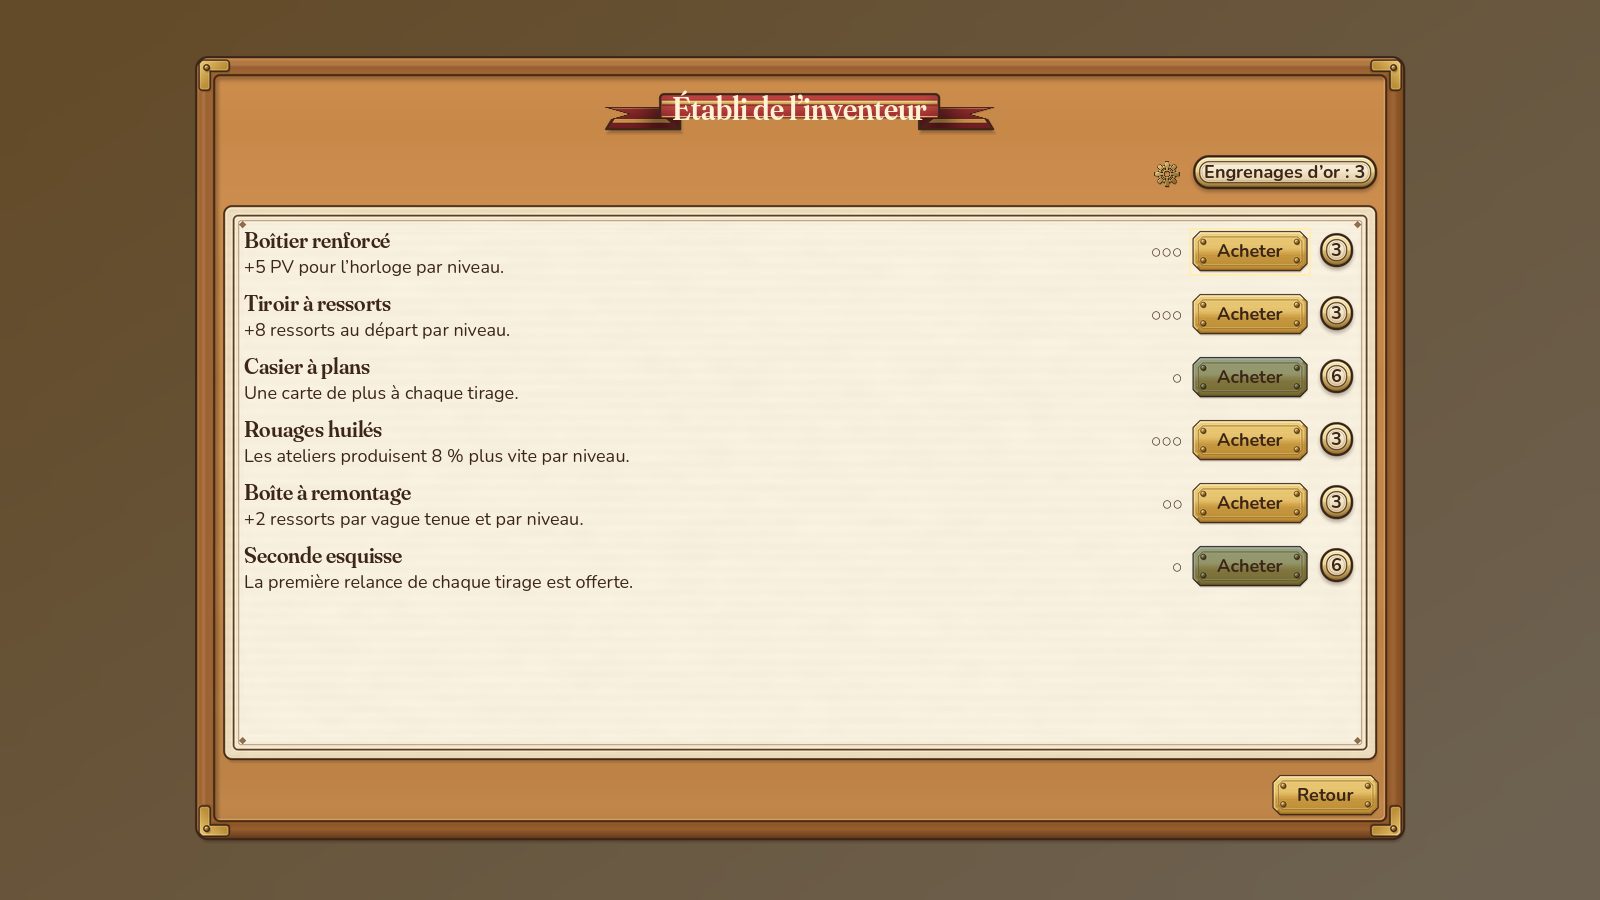 Établi de l’inventeur
Engrenages d’or : 3
Boîtier renforcé
+5 PV pour l’horloge par niveau.
Acheter
3
Tiroir à ressorts
+8 ressorts au départ par niveau.
Acheter
3
Casier à plans
Une carte de plus à chaque tirage.
Acheter
6
Rouages huilés
Les ateliers produisent 8 % plus vite par niveau.
Acheter
3
Boîte à remontage
+2 ressorts par vague tenue et par niveau.
Acheter
3
Seconde esquisse
La première relance de chaque tirage est offerte.
Acheter
6
Retour